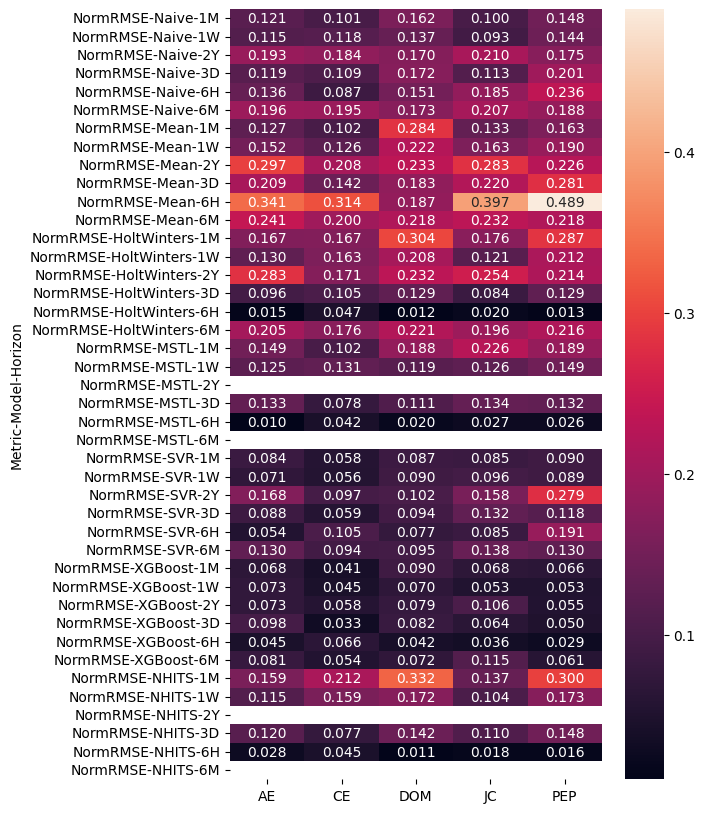 NormRMSE-Naive-1M 0.121 0.101 0.162 0.100 0.148
NormRMSE-Naive-1W 0.115 0.118 0.137 0.093 0.144
NormRMSE-Naive-2Y 0.193 0.184 0.170 0.210 0.175
NormRMSE-Naive-3D 0.119 0.109 0.172 0.113 0.201
NormRMSE-Naive-6H 0.136 0.087 0.151 0.185 0.236
NormRMSE-Naive-6M 0.196 0.195 0.173 0.207 0.188
NormRMSE-Mean-1M 0.127 0.102 0.284 0.133 0.163
NormRMSE-Mean-1W 0.152 0.126 0.222 0.163 0.190
NormRMSE-Mean-2Y 0.297 0.208 0.233 0.283 0.226
NormRMSE-Mean-3D 0.209 0.142 0.183 0.220 0.281
NormRMSE-Mean-6H 0.341 0.314 0.187 0.397 0.489
NormRMSE-Mean-6M 0.241 0.200 0.218 0.232 0.218
NormRMSE-HoltWinters-1M 0.167 0.167 0.304 0.176 0.287
NormRMSE-HoltWinters-1W 0.130 0.163 0.208 0.121 0.212
NormRMSE-HoltWinters-2Y 0.283 0.171 0.232 0.254 0.214
NormRMSE-HoltWinters-3D 0.096 0.105 0.129 0.084 0.129
NormRMSE-HoltWinters-6H 0.015 0.047 0.012 0.020 0.013
NormRMSE-HoltWinters-6M 0.205 0.176 0.221 0.196 0.216
NormRMSE-MSTL-1M 0.149 0.102 0.188 0.226 0.189
NormRMSE-MSTL-1W 0.125 0.131 0.119 0.126 0.149
NormRMSE-MSTL-2Y
NormRMSE-MSTL-3D 0.133 0.078 0.111 0.134 0.132
NormRMSE-MSTL-6H 0.010 0.042 0.020 0.027 0.026
NormRMSE-MSTL-6M
NormRMSE-SVR-1M 0.084 0.058 0.087 0.085 0.090
NormRMSE-SVR-1W 0.071 0.056 0.090 0.096 0.089
NormRMSE-SVR-2Y 0.168 0.097 0.102 0.158 0.279
NormRMSE-SVR-3D 0.088 0.059 0.094 0.132 0.118
NormRMSE-SVR-6H 0.054 0.105 0.077 0.085 0.191
NormRMSE-SVR-6M 0.130 0.094 0.095 0.138 0.130
NormRMSE-XGBoost-1M 0.068 0.041 0.090 0.068 0.066
NormRMSE-XGBoost-1W 0.073 0.045 0.070 0.053 0.053
NormRMSE-XGBoost-2Y 0.073 0.058 0.079 0.106 0.055
NormRMSE-XGBoost-3D 0.098 0.033 0.082 0.064 0.050
NormRMSE-XGBoost-6H 0.045 0.066 0.042 0.036 0.029
NormRMSE-XGBoost-6M 0.081 0.054 0.072 0.115 0.061
NormRMSE-NHITS-1M 0.159 0.212 0.332 0.137 0.300
NormRMSE-NHITS-1W 0.115 0.159 0.172 0.104 0.173
NormRMSE-NHITS-2Y
NormRMSE-NHITS-3D 0.120 0.077 0.142 0.110 0.148
NormRMSE-NHITS-6H 0.028 0.045 0.011 0.018 0.016
NormRMSE-NHITS-6M
AE CE DOM JC PEP
Metric-Model-Horizon
0.4
0.3
0.2
0.1